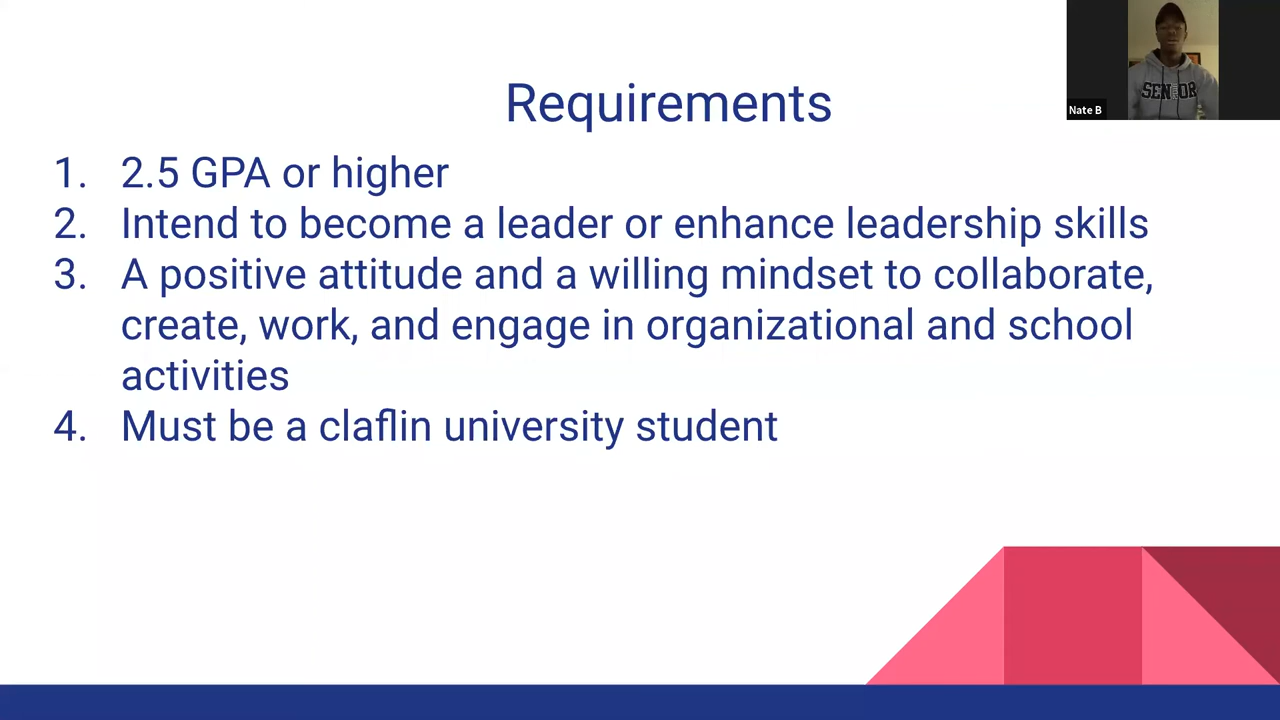 Requirements
1. 2.5 GPA or higher
2. Intend to become a leader or enhance leadership skills
3. A positive attitude and a willing mindset to collaborate,
create, work, and engage in organizational and school
activities
4. Must be a claflin university student
SENIOR
Nate B